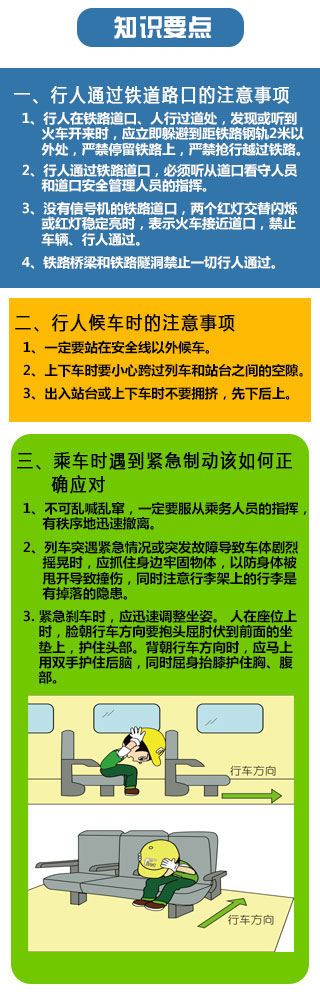 知识要点
一、行人通过铁道路口的注意事项
1、行人在铁路道口、人行过道处，发现或听到
火车开来时，应立即躲避到距铁路钢轨2米以
外处，严禁停留铁路上，严禁抢行越过铁路。
2、行人通过铁路道口，必须听从道口看守人员
和道口安全管理人员的指挥。
3、没有信号机的铁路道口，两个红灯交替闪烁
或红灯稳定亮时，表示火车接近道口，禁止
车辆、行人通过。
4、铁路桥梁和铁路隧洞禁止一切行人通过。
二、行人候车时的注意事项
1、一定要站在安全线以外候车。
2、上下车时要小心跨过列车和站台之间的空隙。
3、出入站台或上下车时不要拥挤，先下后上。
三、乘车时遇到紧急制动该如何正
确应对
1、不可乱喊乱窜，一定要服从乘务人员的指挥，
有秩序地迅速撤离。
2、列车突遇紧急情况或突发故障导致车体剧烈
摇晃时，应抓住身边牢固物体，以防身体被
甩开导致撞伤，同时注意行李架上的行李是
有掉落的隐患。
3. 紧急刹车时，应迅速调整坐姿。 人在座位上
时，脸朝行车方向要抱头屈肘伏到前面的坐
垫上，护住头部。背朝行车方向时，应马上
用双手护住后脑，同时屈身抬膝护住胸、腹
部。
行车方向
行车方向